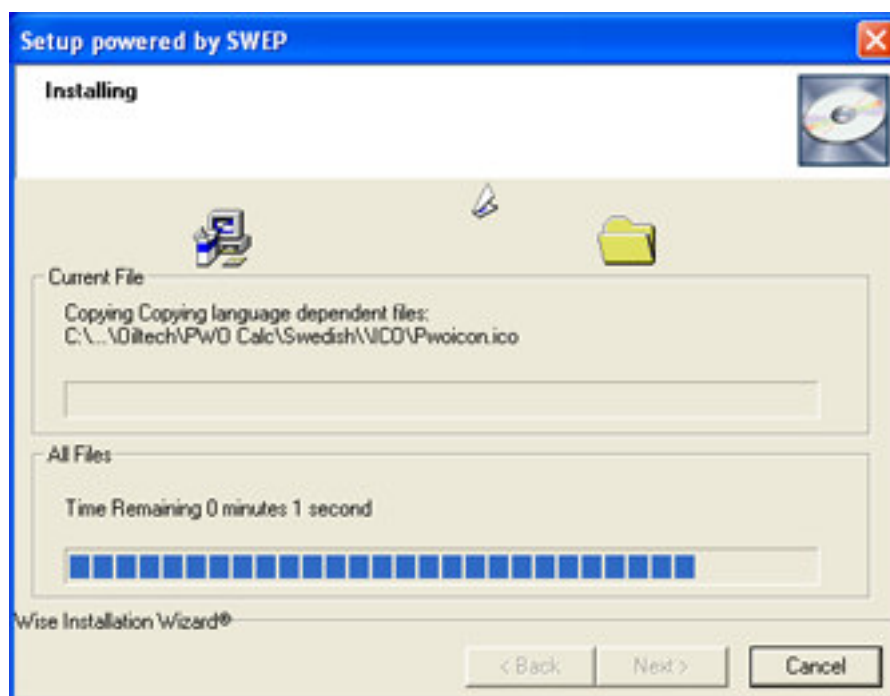 Setup powered by SWEP
Installing
Current File
Copying Copying language dependent files:
C:\...\Oiltech\PWO Calc\Swedish\\ICO\Pwoicon.ico
All Files
Time Remaining 0 minutes 1 second
Wise Installation Wizard®
< Back
Next >
Cancel